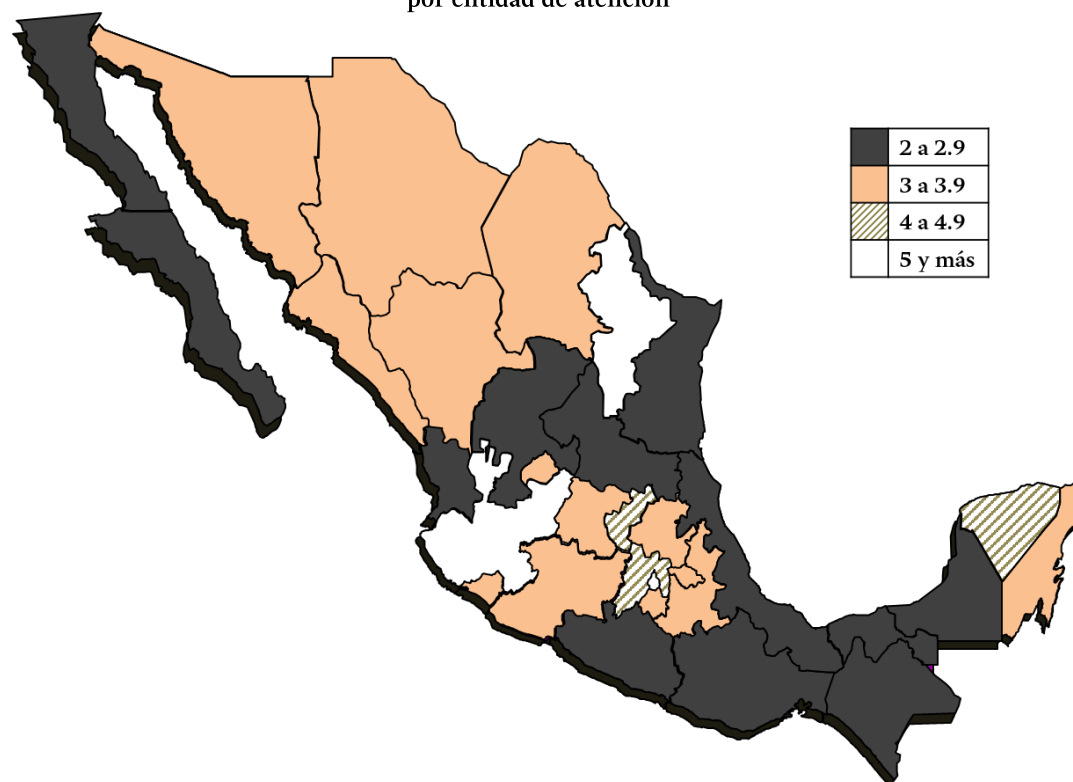 por entidad de atención
2 a 2.9
3 a 3.9
4 a 4.9
5 y más